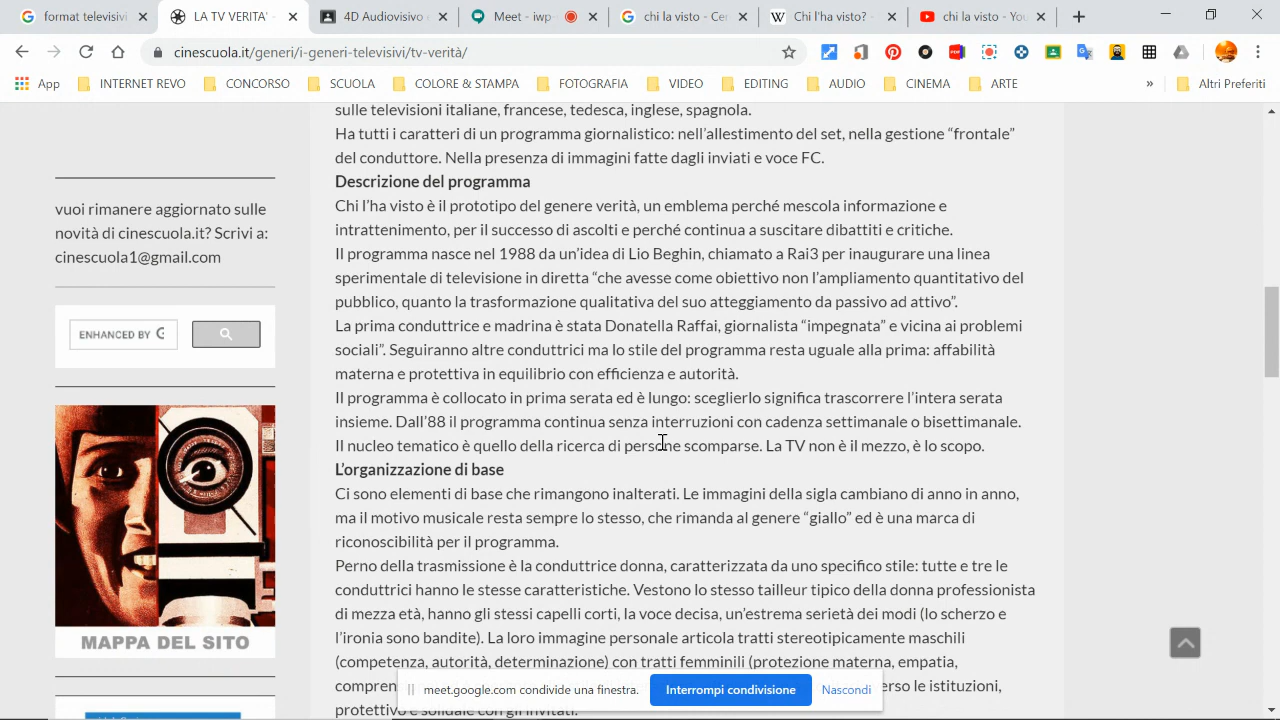 format televisivi
LA TV VERITA' -
4D Audiovisivo
Meet - iwp
chi la visto - Cer
Chi l'ha visto? -
chi la visto - You
cinescuola.it/generi/i-generi-televisivi/tv-verità/
App
INTERNET REVO
CONCORSO
SCUOLA
COLORE & STAMPA
FOTOGRAFIA
VIDEO
EDITING
AUDIO
CINEMA
ARTE
»
Altri Preferiti
vuoi rimanere aggiornato sulle
novità di cinescuola.it? Scrivi a:
cinescuola1@gmail.com
ENHANCED BY G
MAPPA DEL SITO
sulle televisioni italiane, francese, tedesca, inglese, spagnola.
Ha tutti i caratteri di un programma giornalistico: nell'allestimento del set, nella gestione “frontale”
del conduttore. Nella presenza di immagini fatte dagli inviati e voce FC.
Descrizione del programma
Chi l'ha visto è il prototipo del genere verità, un emblema perché mescola informazione e
intrattenimento, per il successo di ascolti e perché continua a suscitare dibattiti e critiche.
Il programma nasce nel 1988 da un'idea di Lio Beghin, chiamato a Rai3 per inaugurare una linea
sperimentale di televisione in diretta “che avesse come obiettivo non l'ampliamento quantitativo del
pubblico, quanto la trasformazione qualitativa del suo atteggiamento da passivo ad attivo”.
La prima conduttrice e madrina è stata Donatella Raffai, giornalista “impegnata” e vicina ai problemi
sociali”. Seguiranno altre conduttrici ma lo stile del programma resta uguale alla prima: affabilità
materna e protettiva in equilibrio con efficienza e autorità.
Il programma è collocato in prima serata ed è lungo: sceglierlo significa trascorrere l'intera serata
insieme. Dall'88 il programma continua senza interruzioni con cadenza settimanale o bisettimanale.
Il nucleo tematico è quello della ricerca di persone scomparse. La TV non è il mezzo, è lo scopo.
L'organizzazione di base
Ci sono elementi di base che rimangono inalterati. Le immagini della sigla cambiano di anno in anno,
ma il motivo musicale resta sempre lo stesso, che rimanda al genere “giallo” ed è una marca di
riconoscibilità per il programma.
Perno della trasmissione è la conduttrice donna, caratterizzata da uno specifico stile: tutte e tre le
conduttrici hanno le stesse caratteristiche. Vestono lo stesso tailleur tipico della donna professionista
di mezza età, hanno gli stessi capelli corti, la voce decisa, un'estrema serietà dei modi (lo scherzo e
l'ironia sono bandite). La loro immagine personale articola tratti stereotipicamente maschili
(competenza, autorità, determinazione) con tratti femminili (protezione materna, empatia,
compren
erso le istituzioni,
protettivo e solidale con gli invitati.
meet.google.com condivide una finestra.
Interrompi condivisione
Nascondi